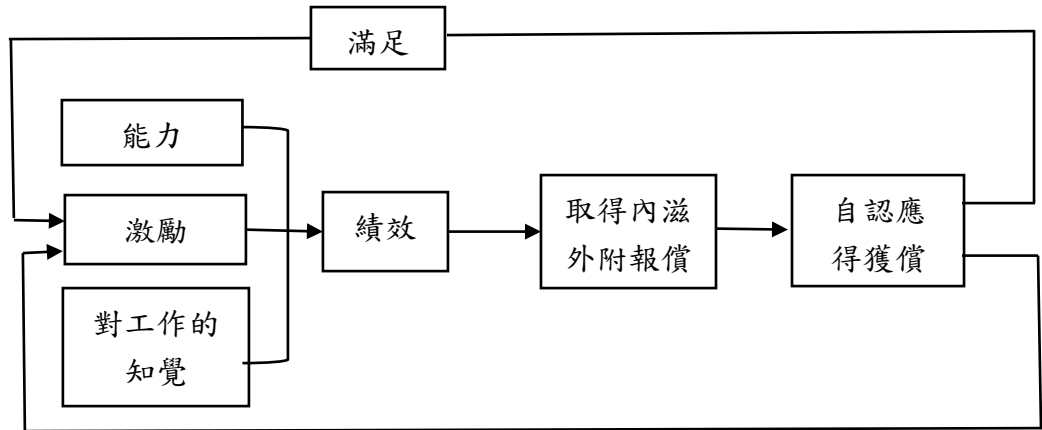 滿足
能力
激勵
對工作的
知覺
績效
取得內滋
外附報償
自認應
得獲償